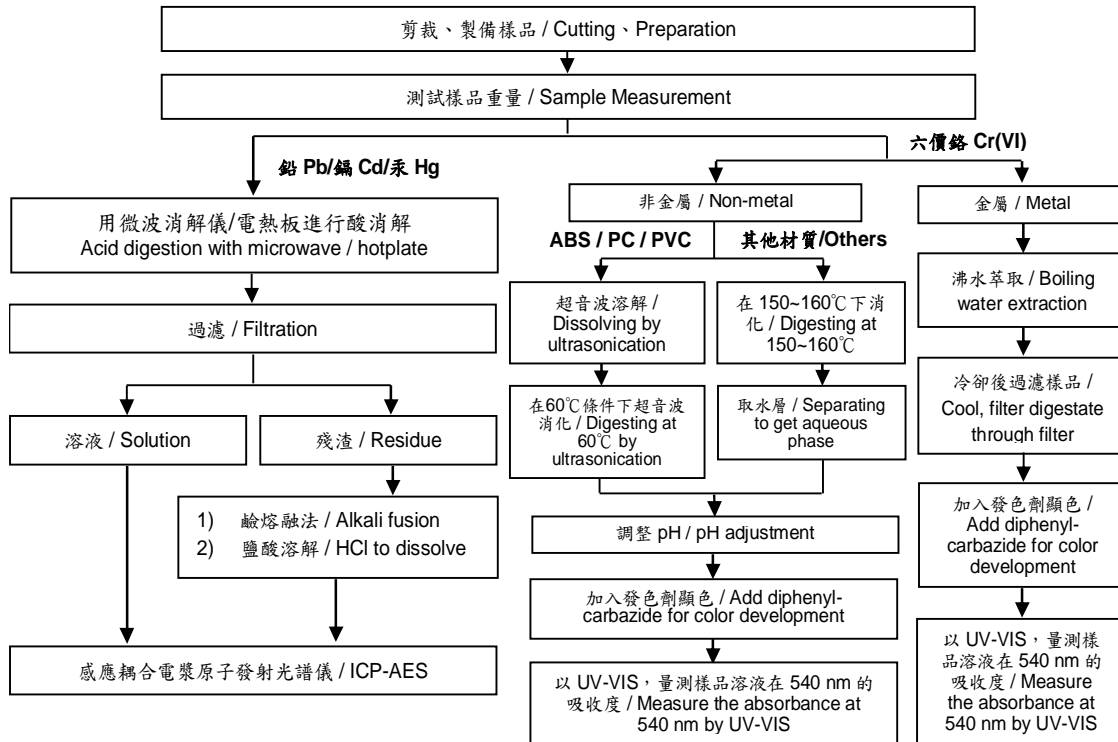 剪裁、製備樣品 / Cutting、Preparation
測試樣品重量 / Sample Measurement
鉛 Pb/鎘 Cd/汞 Hg
六價鉻 Cr(VI)
用微波消解儀/電熱板進行酸消解
Acid digestion with microwave / hotplate
過濾 / Filtration
溶液 / Solution
殘渣 / Residue
1) 鹼熔融法 / Alkali fusion
2) 鹽酸溶解 / HCl to dissolve
感應耦合電漿原子發射光譜儀 / ICP-AES
非金屬 / Non-metal
ABS / PC / PVC
其他材質/Others
超音波溶解 /
Dissolving by
ultrasonication
在60℃條件下超音波
消化 / Digesting at
60℃ by
ultrasonication
在 150~160℃下消
化 / Digesting at
150~160℃
取水層 / Separating
to get aqueous
phase
調整 pH / pH adjustment
加入發色劑顯色 / Add diphenyl-
carbazide for color development
以 UV-VIS，量測樣品溶液在 540 nm 的
吸收度 / Measure the absorbance at
540 nm by UV-VIS
金屬 / Metal
沸水萃取 / Boiling
water extraction
冷卻後過濾樣品 /
Cool, filter digestate
through filter
加入發色劑顯色 /
Add diphenyl-
carbazide for color
development
以 UV-VIS，量測樣
品溶液在 540 nm 的
吸收度 / Measure
the absorbance at
540 nm by UV-VIS